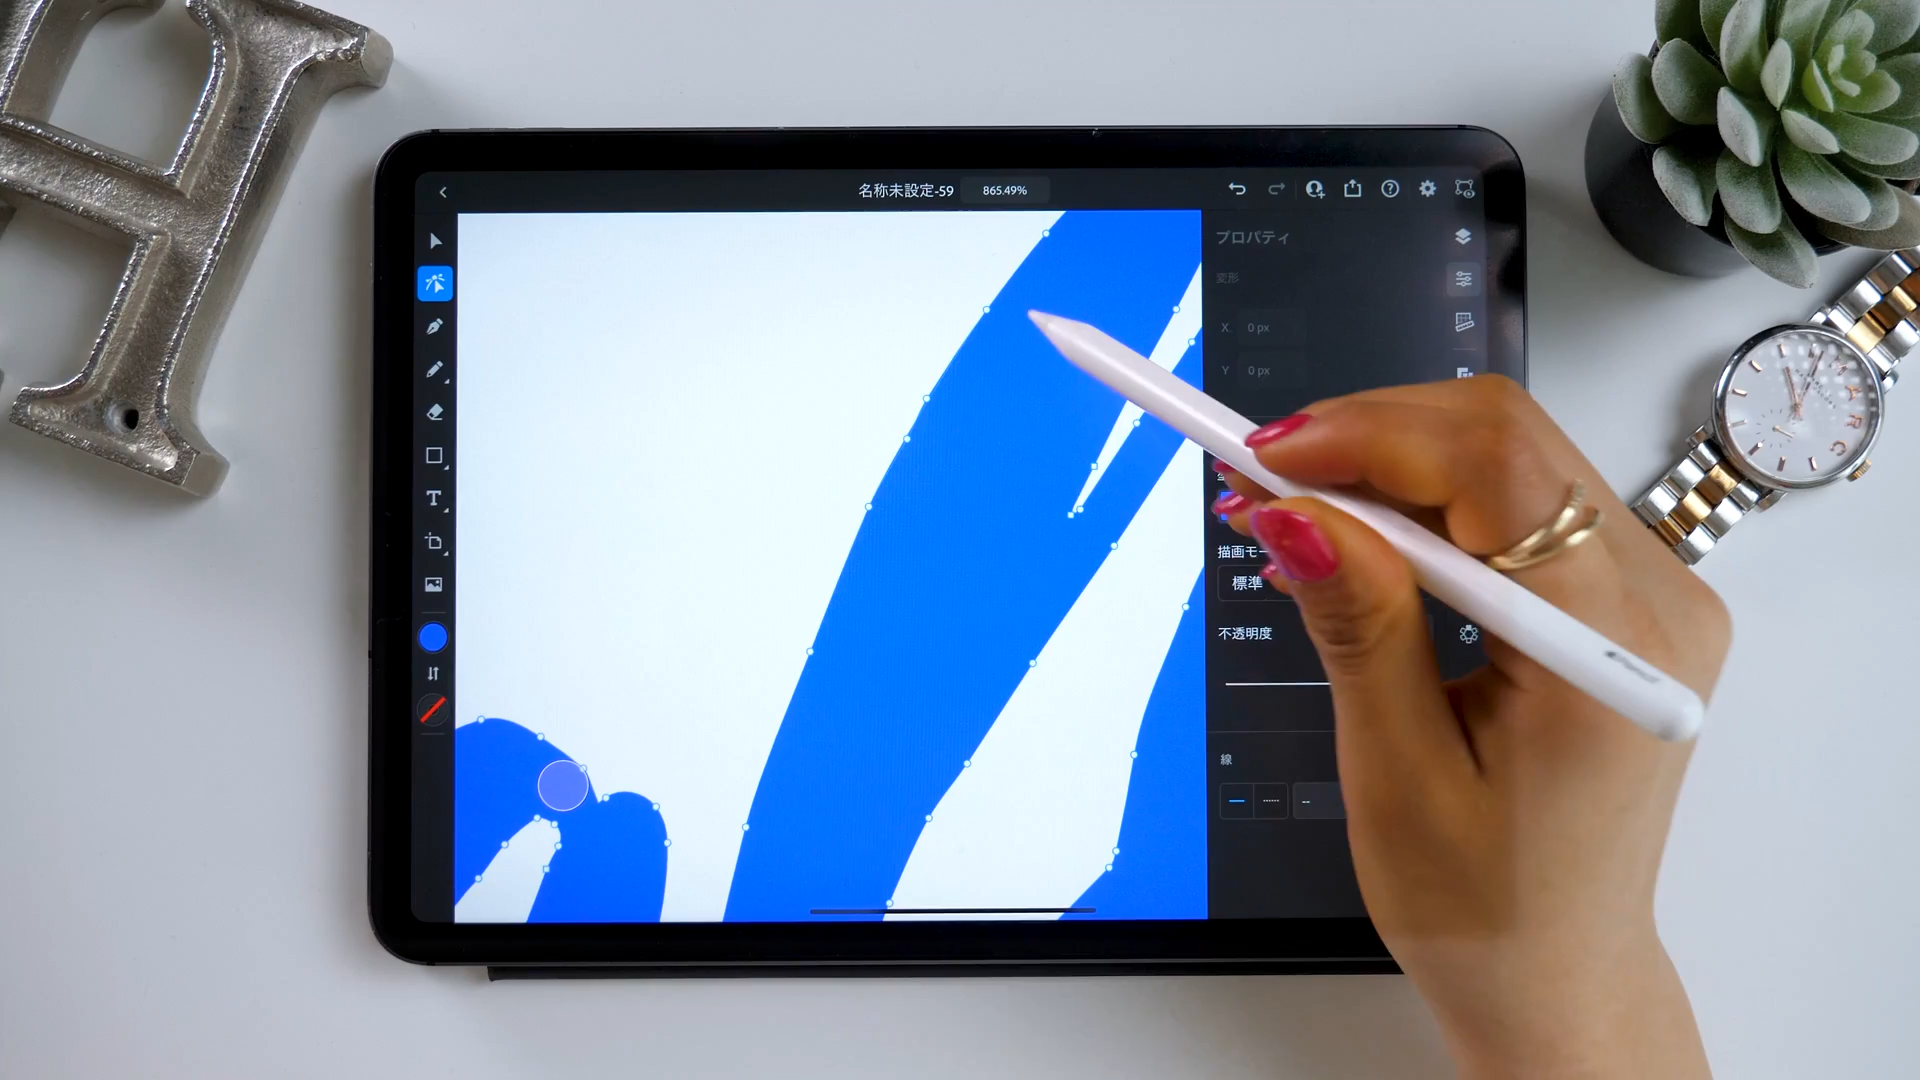 名称未設定-59 865.49%
プロパティ
変形
X 0 px
Y 0 px
T
描画モー
標準
不透明度
線
--